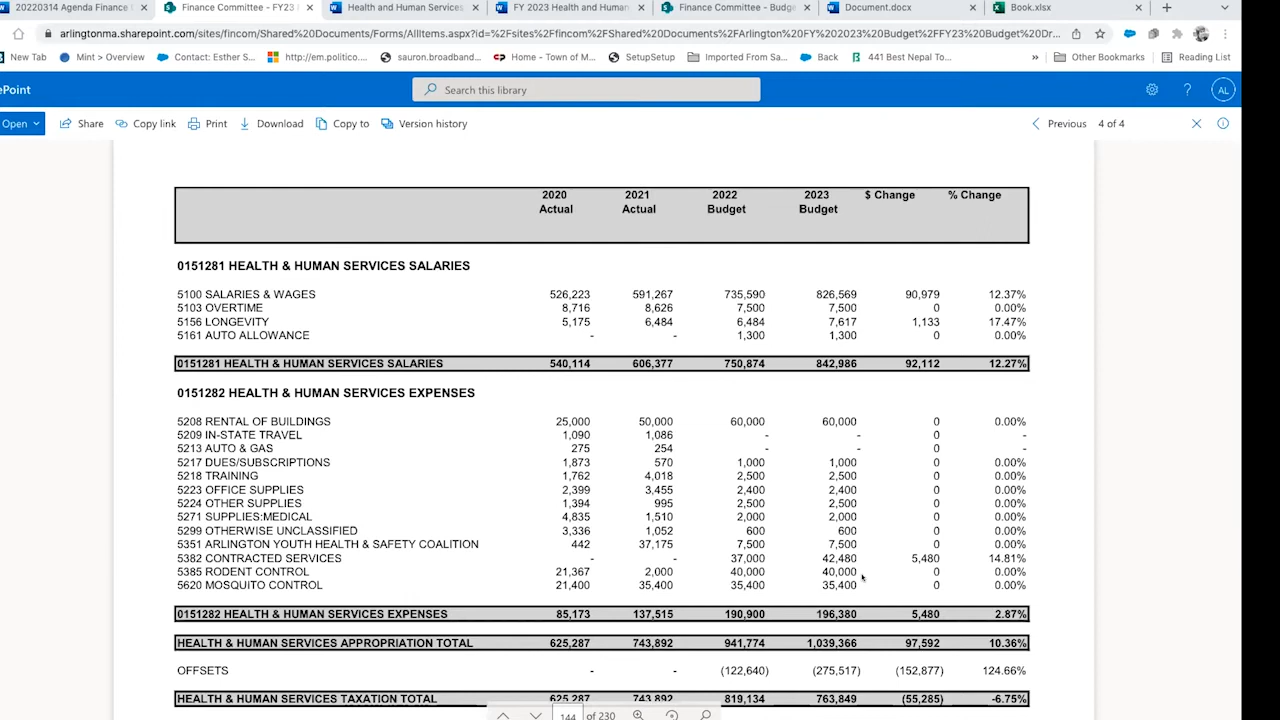 20220314 Agenda Finance
Finance Committee - FY23
Health and Human Services
FY 2023 Health and Human
Finance Committee - Budge
Document.docx
Book.xlsx
arlingtonma.sharepoint.com/sites/fincom/Shared%20Documents/Forms/AllItems.aspx?id=%2Fsites%2Ffincom%2FShared%20Documents%2FArlington%20FY%202023%20Budget%2FFY23%20Budget%20Dr...
New Tab Mint > Overview Contact: Esther S... http://em.politico.... sauron.broadband... Home - Town of M... SetupSetup Imported From Sa... Back 441 Best Nepal To... » Other Bookmarks Reading List
ePoint Search this library ? AL
Open Share Copy link Print Download Copy to Version history Previous 4 of 4
2020 2021 2022 2023 $ Change % Change
Actual Actual Budget Budget
0151281 HEALTH & HUMAN SERVICES SALARIES
5100 SALARIES & WAGES 526,223 591,267 735,590 826,569 90,979 12.37%
5103 OVERTIME 8,716 8,626 7,500 7,500 0 0.00%
5156 LONGEVITY 5,175 6,484 6,484 7,617 1,133 17.47%
5161 AUTO ALLOWANCE - - 1,300 1,300 0 0.00%
0151281 HEALTH & HUMAN SERVICES SALARIES 540,114 606,377 750,874 842,986 92,112 12.27%
0151282 HEALTH & HUMAN SERVICES EXPENSES
5208 RENTAL OF BUILDINGS 25,000 50,000 60,000 60,000 0 0.00%
5209 IN-STATE TRAVEL 1,090 1,086 - - 0 -
5213 AUTO & GAS 275 254 - - 0 -
5217 DUES/SUBSCRIPTIONS 1,873 570 1,000 1,000 0 0.00%
5218 TRAINING 1,762 4,018 2,500 2,500 0 0.00%
5223 OFFICE SUPPLIES 2,399 3,455 2,400 2,400 0 0.00%
5224 OTHER SUPPLIES 1,394 995 2,500 2,500 0 0.00%
5271 SUPPLIES:MEDICAL 4,835 1,510 2,000 2,000 0 0.00%
5299 OTHERWISE UNCLASSIFIED 3,336 1,052 600 600 0 0.00%
5351 ARLINGTON YOUTH HEALTH & SAFETY COALITION 442 37,175 7,500 7,500 0 0.00%
5382 CONTRACTED SERVICES - - 37,000 42,480 5,480 14.81%
5385 RODENT CONTROL 21,367 2,000 40,000 40,000 0 0.00%
5620 MOSQUITO CONTROL 21,400 35,400 35,400 35,400 0 0.00%
0151282 HEALTH & HUMAN SERVICES EXPENSES 85,173 137,515 190,900 196,380 5,480 2.87%
HEALTH & HUMAN SERVICES APPROPRIATION TOTAL 625,287 743,892 941,774 1,039,366 97,592 10.36%
OFFSETS - - (122,640) (275,517) (152,877) 124.66%
HEALTH & HUMAN SERVICES TAXATION TOTAL 625,287 743,892 819,134 763,849 (55,285) -6.75%
144 of 230